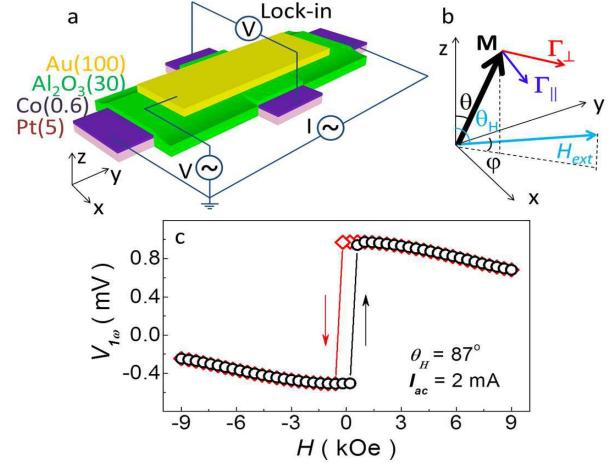 a
Lock-in
V
Au(100)
Al2O3(30)
Co(0.6)
Pt(5)
I ~
V ~
z
y
x
b
z
M
Γ⊥
Γ∥
θ
θH
y
Hext
φ
x
c
V1ω ( mV )
0.8
0.4
0.0
-0.4
θH = 87°
Iac = 2 mA
-9 -6 -3 0 3 6 9
H ( kOe )